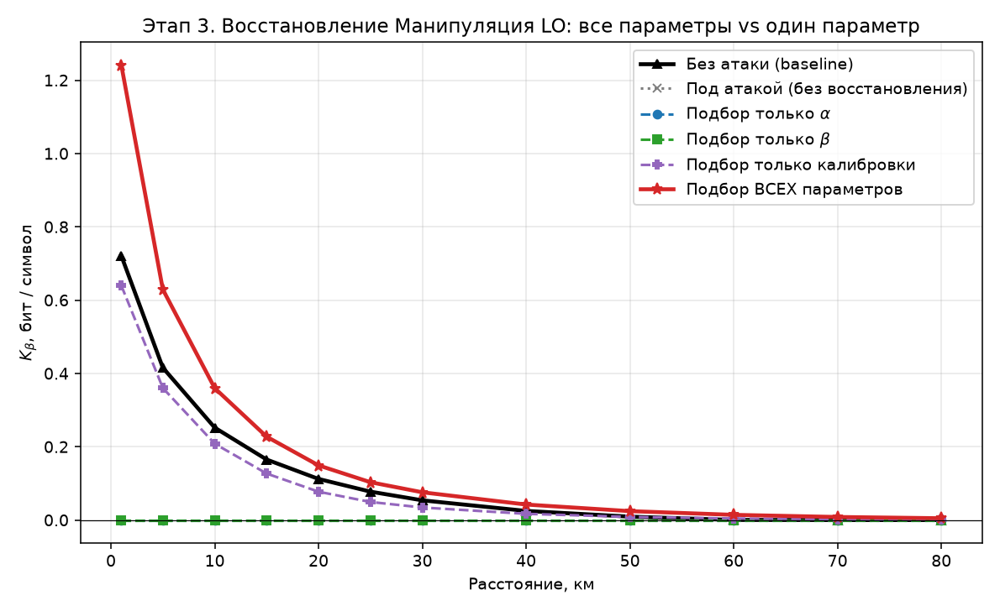 Этап 3. Восстановление Манипуляция LO: все параметры vs один параметр
Без атаки (baseline)
Под атакой (без восстановления)
Подбор только α
Подбор только β
Подбор только калибровки
Подбор ВСЕХ параметров
Kβ, бит / символ
1.2
1.0
0.8
0.6
0.4
0.2
0.0
0 10 20 30 40 50 60 70 80
Расстояние, км